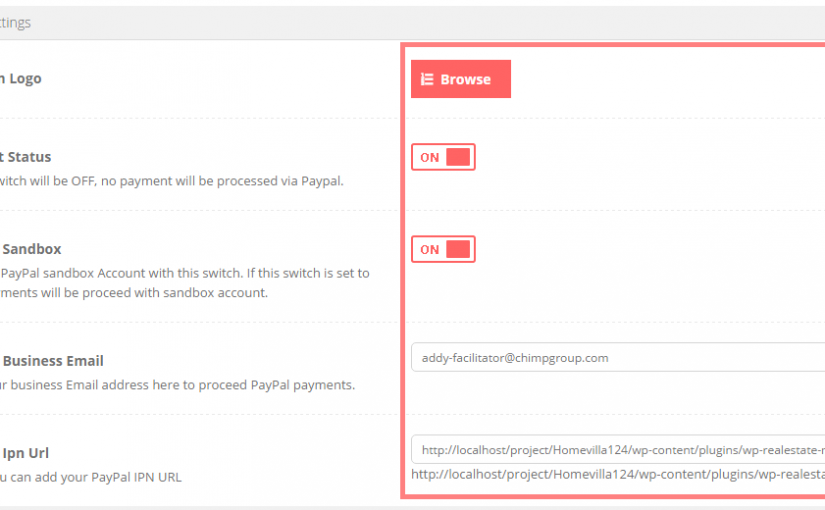 ttings
n Logo
Browse
t Status
ON
witch will be OFF, no payment will be processed via Paypal.
Sandbox
ON
PayPal sandbox Account with this switch. If this switch is set to
ments will be proceed with sandbox account.
Business Email
addy-facilitator@chimpgroup.com
ur business Email address here to proceed PayPal payments.
Ipn Url
http://localhost/project/Homevilla124/wp-content/plugins/wp-realestate-
u can add your PayPal IPN URL
http://localhost/project/Homevilla124/wp-content/plugins/wp-realesta